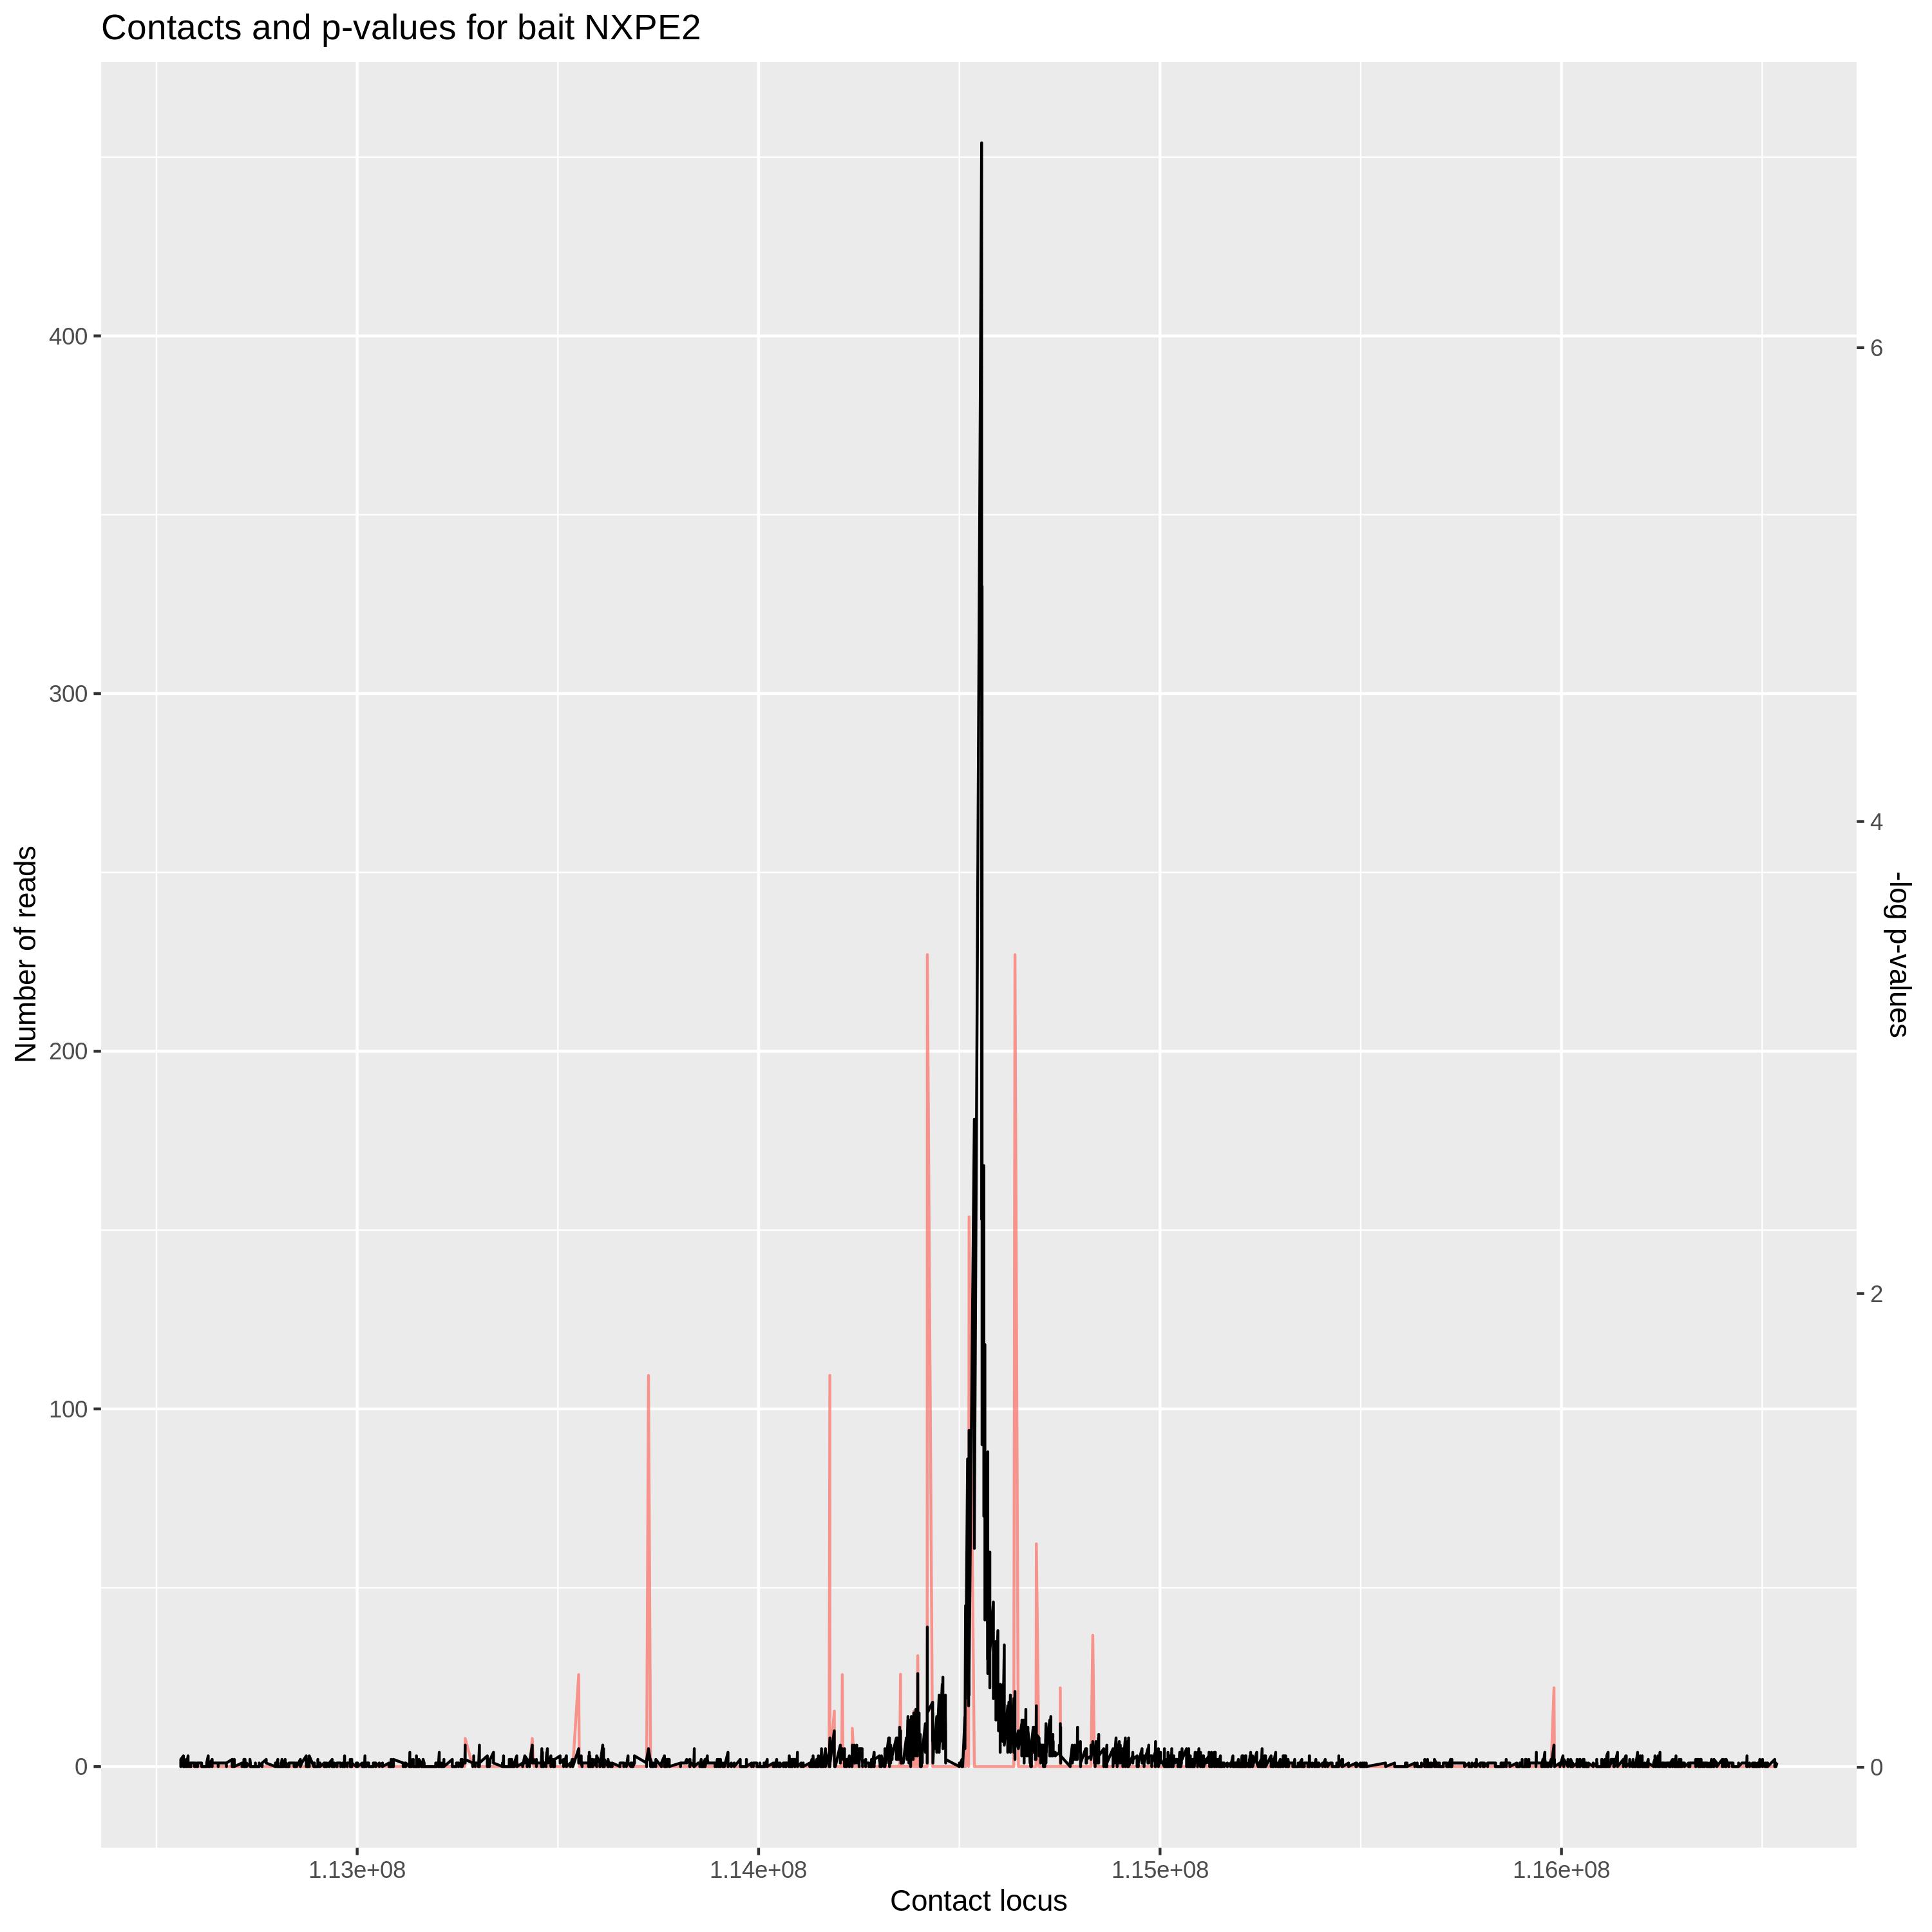 Contacts and p-values for bait NXPE2
Number of reads
400
300
200
100
0
6
4
2
0
-log p-values
1.13e+08
1.14e+08
1.15e+08
1.16e+08
Contact locus